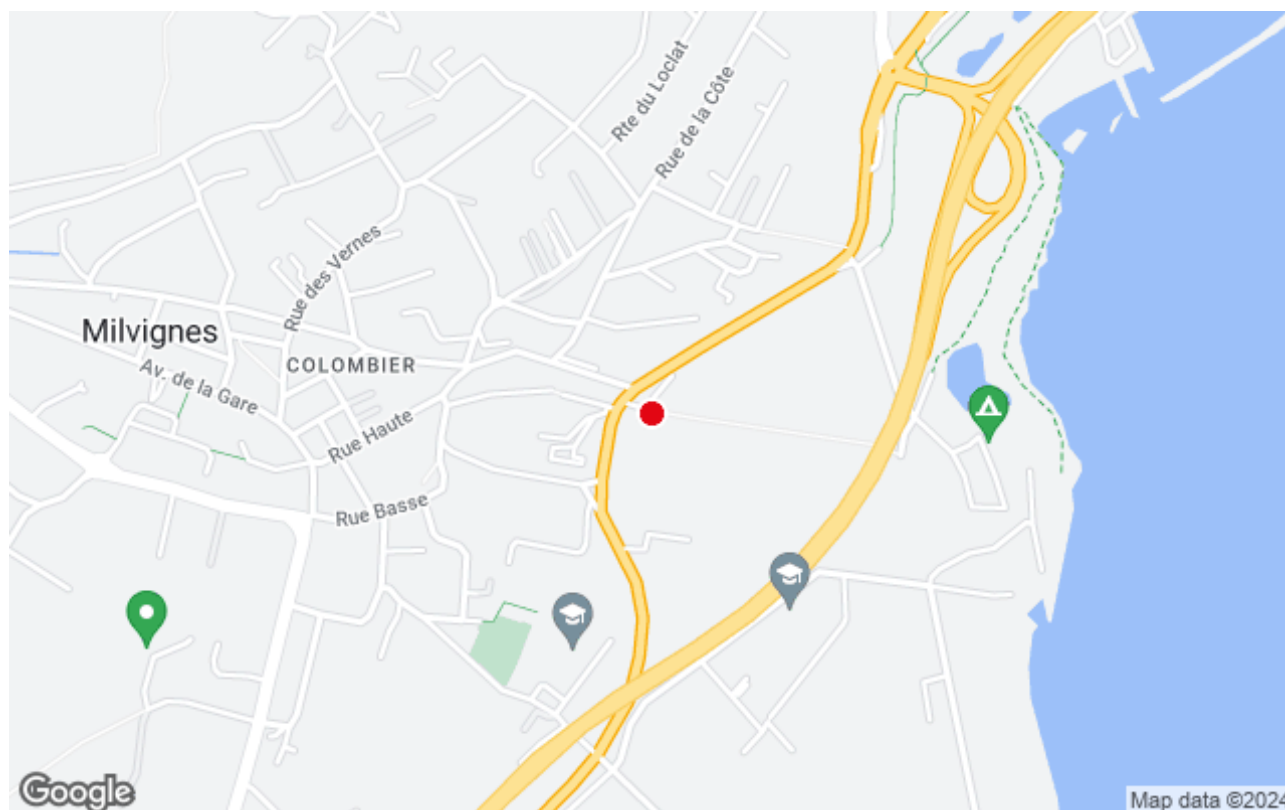 Rte du Loclat
Rue de la Côte
Rue des Vernes
Milvignes
COLOMBIER
Av. de la Gare
Rue Haute
Rue Basse
Google
Map data ©2024